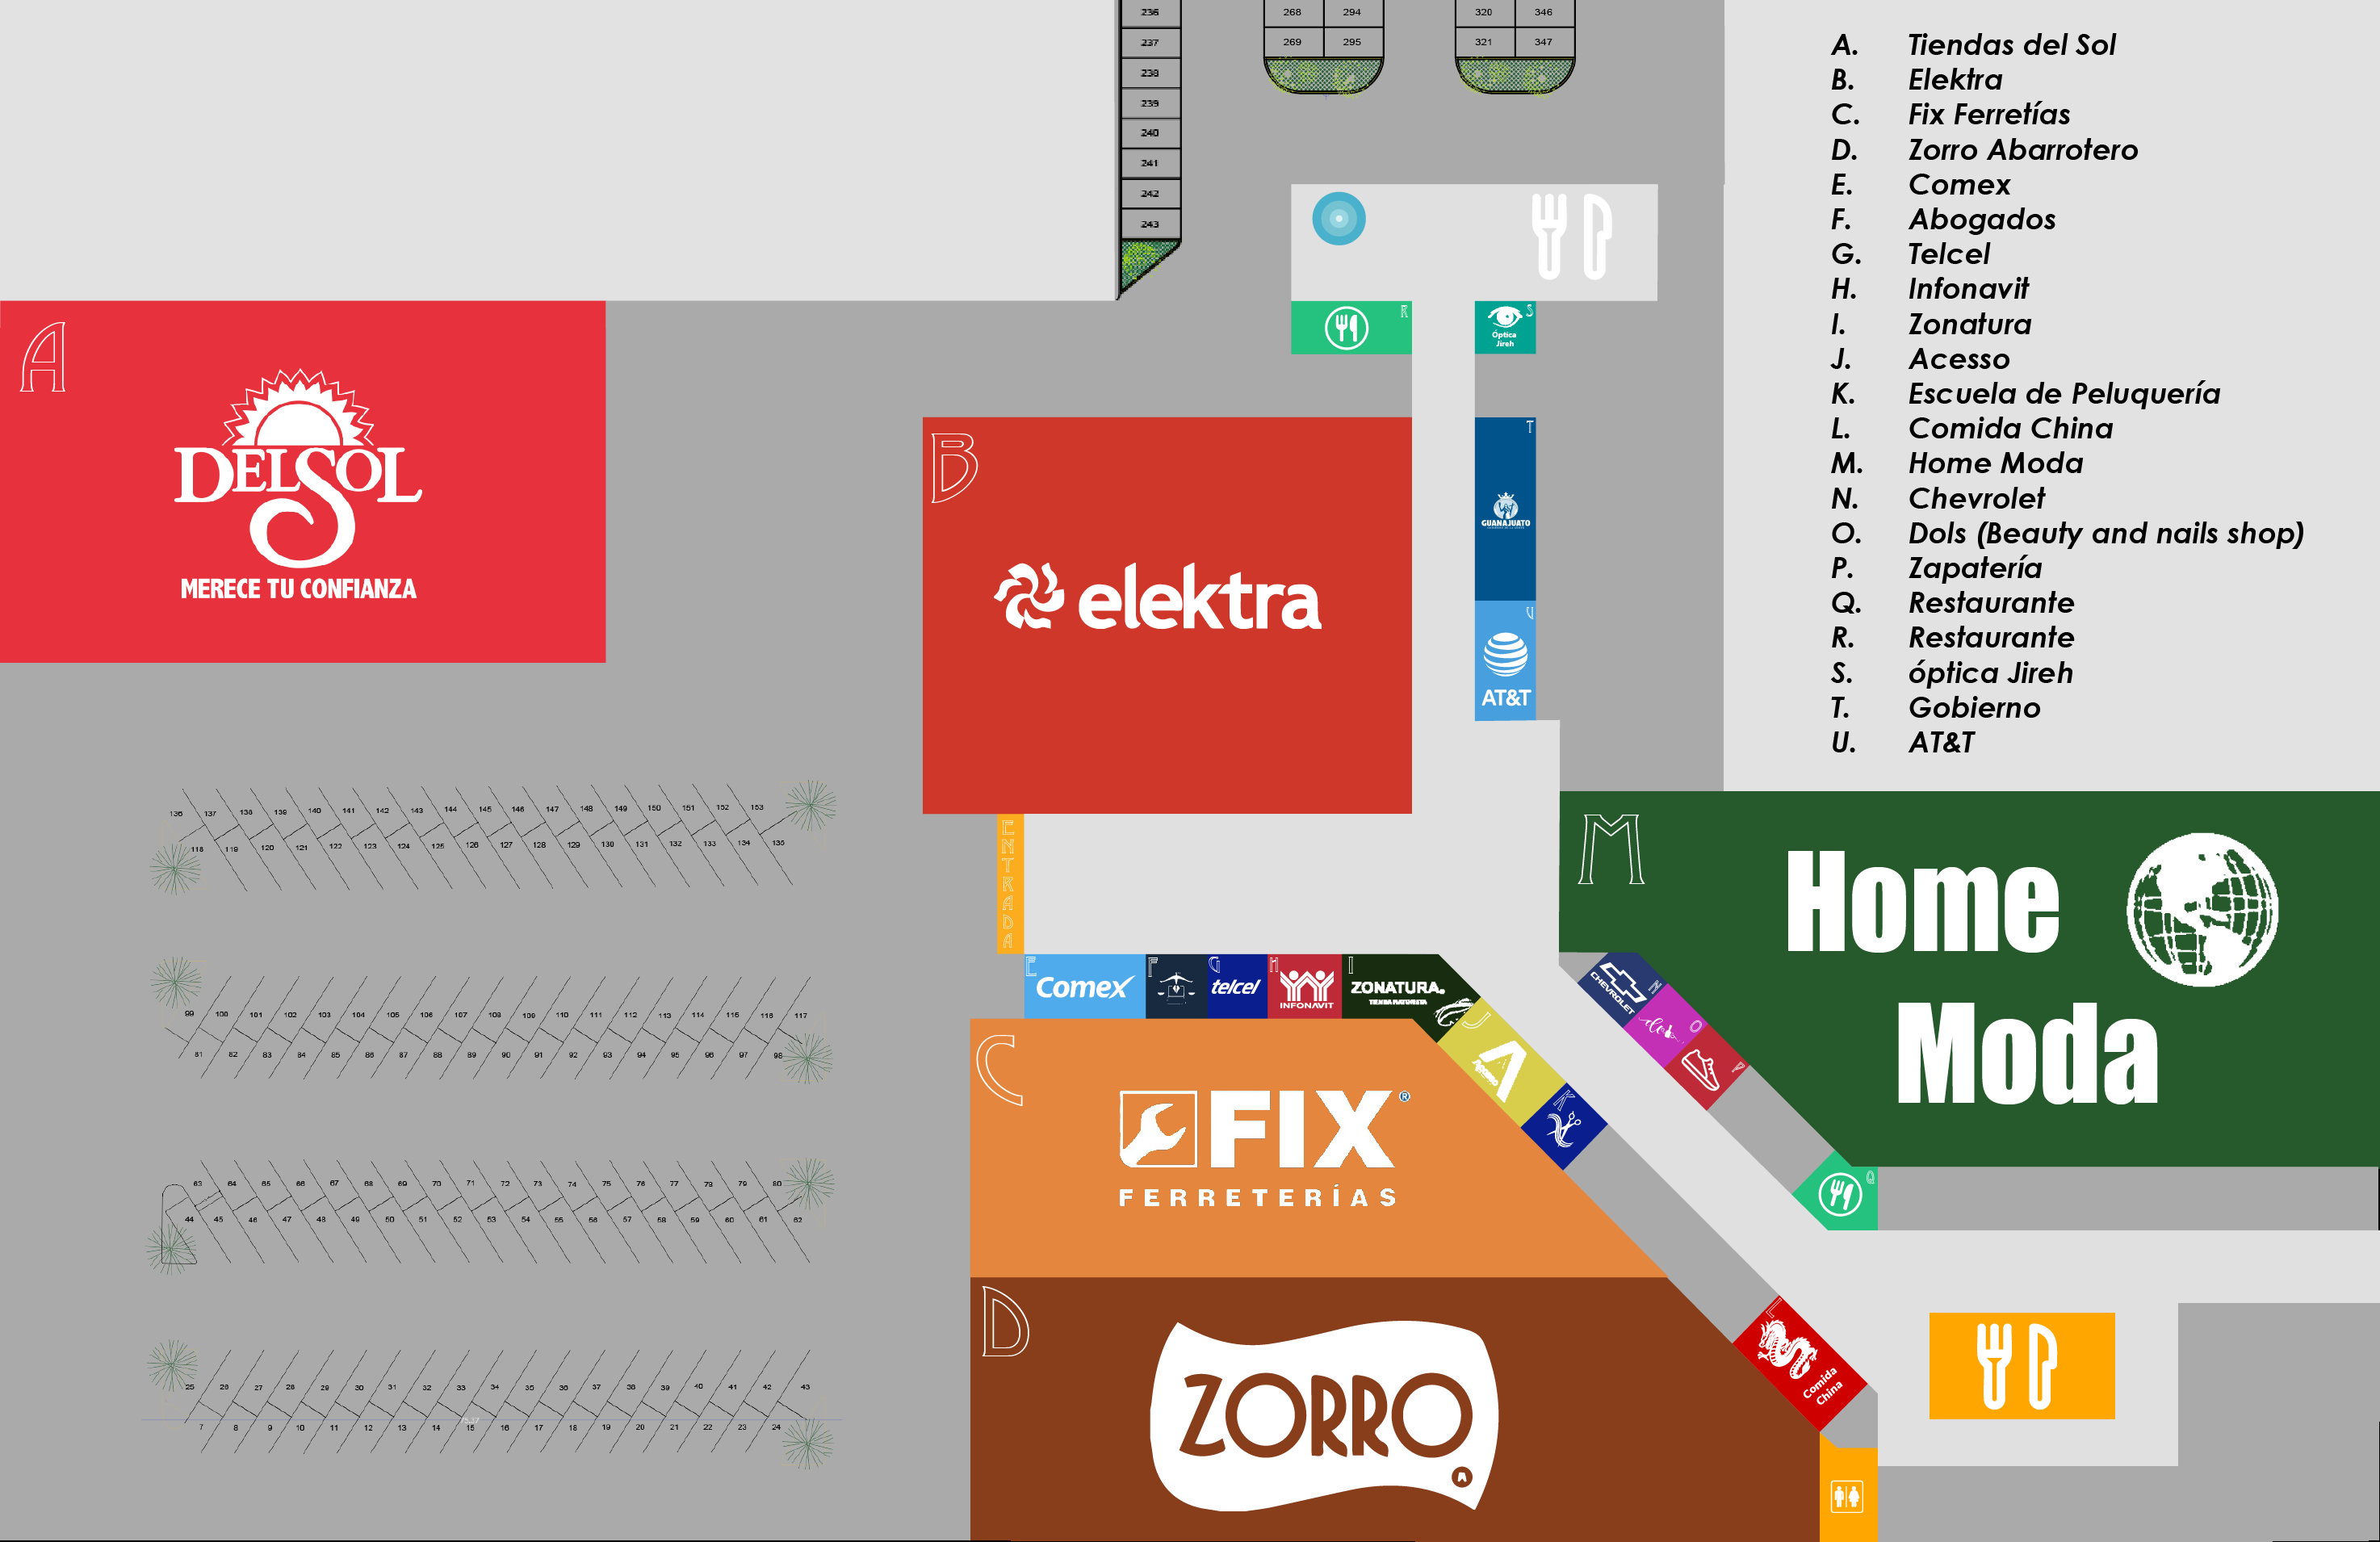 236
237
238
239
240
241
242
243
268 294
269 295
320 346
321 347
A. Tiendas del Sol
B. Elektra
C. Fix Ferretías
D. Zorro Abarrotero
E. Comex
F. Abogados
G. Telcel
H. Infonavit
I. Zonatura
J. Acesso
K. Escuela de Peluquería
L. Comida China
M. Home Moda
N. Chevrolet
O. Dols (Beauty and nails shop)
P. Zapatería
Q. Restaurante
R. Restaurante
S. óptica Jireh
T. Gobierno
U. AT&T
A
DELSOL
MERECE TU CONFIANZA
R
S
Óptica
Jireh
B
elektra
T
GUANAJUATO
U
AT&T
ENTRADA
M
Home
Moda
136 137 138 139 140 141 142 143 144 145 146 147 148 149 150 151 152 153
118 119 120 121 122 123 124 125 126 127 128 129 130 131 132 133 134 135
99 100 101 102 103 104 105 106 107 108 109 110 111 112 113 114 115 116 117
81 82 83 84 85 86 87 88 89 90 91 92 93 94 95 96 97 98
63 64 65 66 67 68 69 70 71 72 73 74 75 76 77 78 79 80
44 45 46 47 48 49 50 51 52 53 54 55 56 57 58 59 60 61 62
25 26 27 28 29 30 31 32 33 34 35 36 37 38 39 40 41 42 43
7 8 9 10 11 12 13 14 15 16 17 18 19 20 21 22 23 24
E
Comex
F
G
telcel
H
INFONAVIT
I
ZONATURA.
TIENDA NATURISTA
J
A
K
CHEVROLET
N
O
P
Q
C
FIX®
FERRETERÍAS
D
ZORRO
A
L
Comida
China